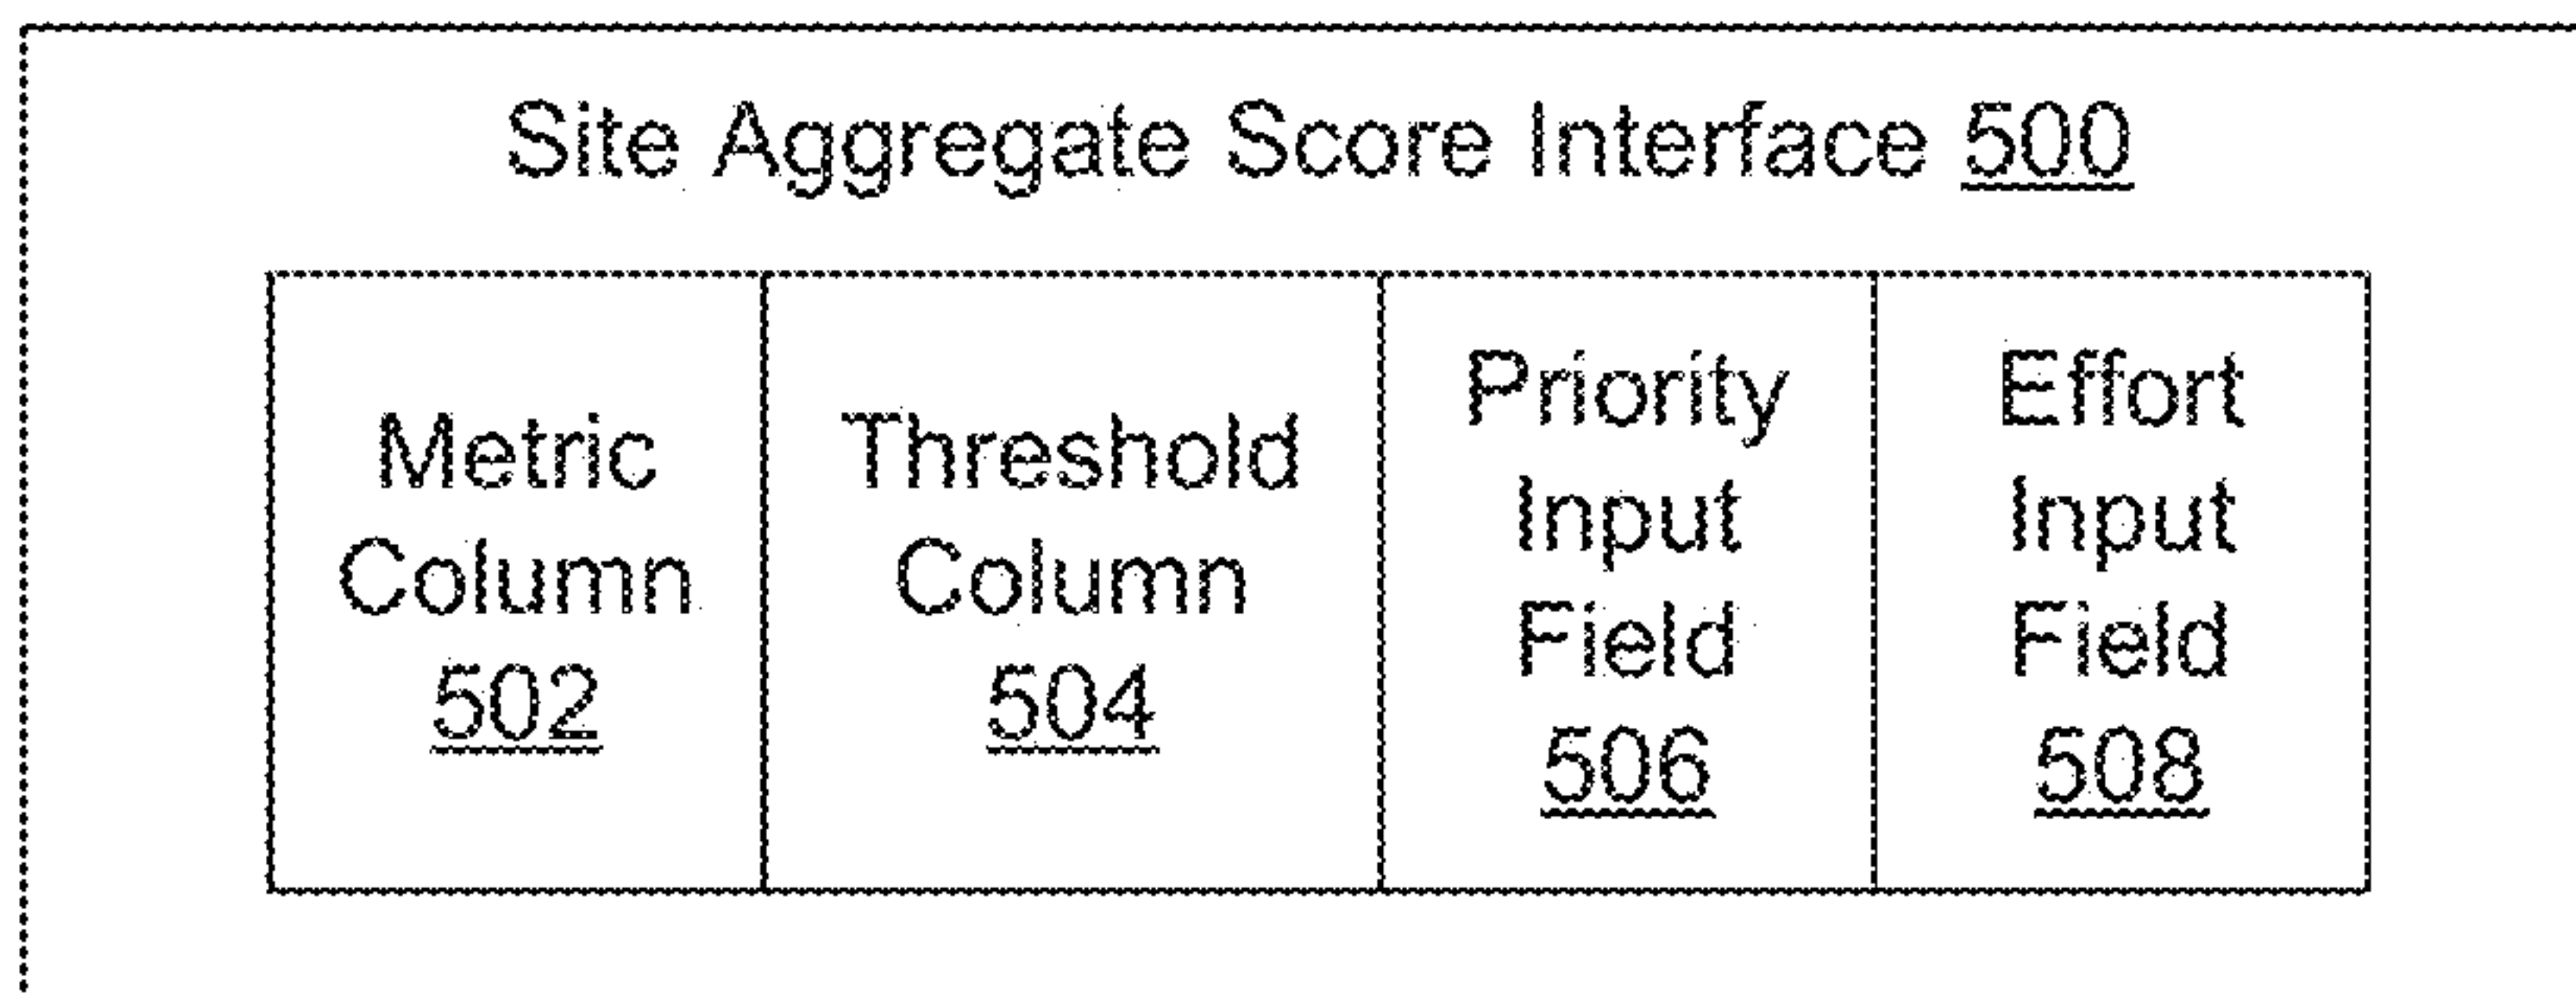 Site Aggregate Score Interface 500
Metric
Column
502
Threshold
Column
504
Priority
Input
Field
506
Effort
Input
Field
508